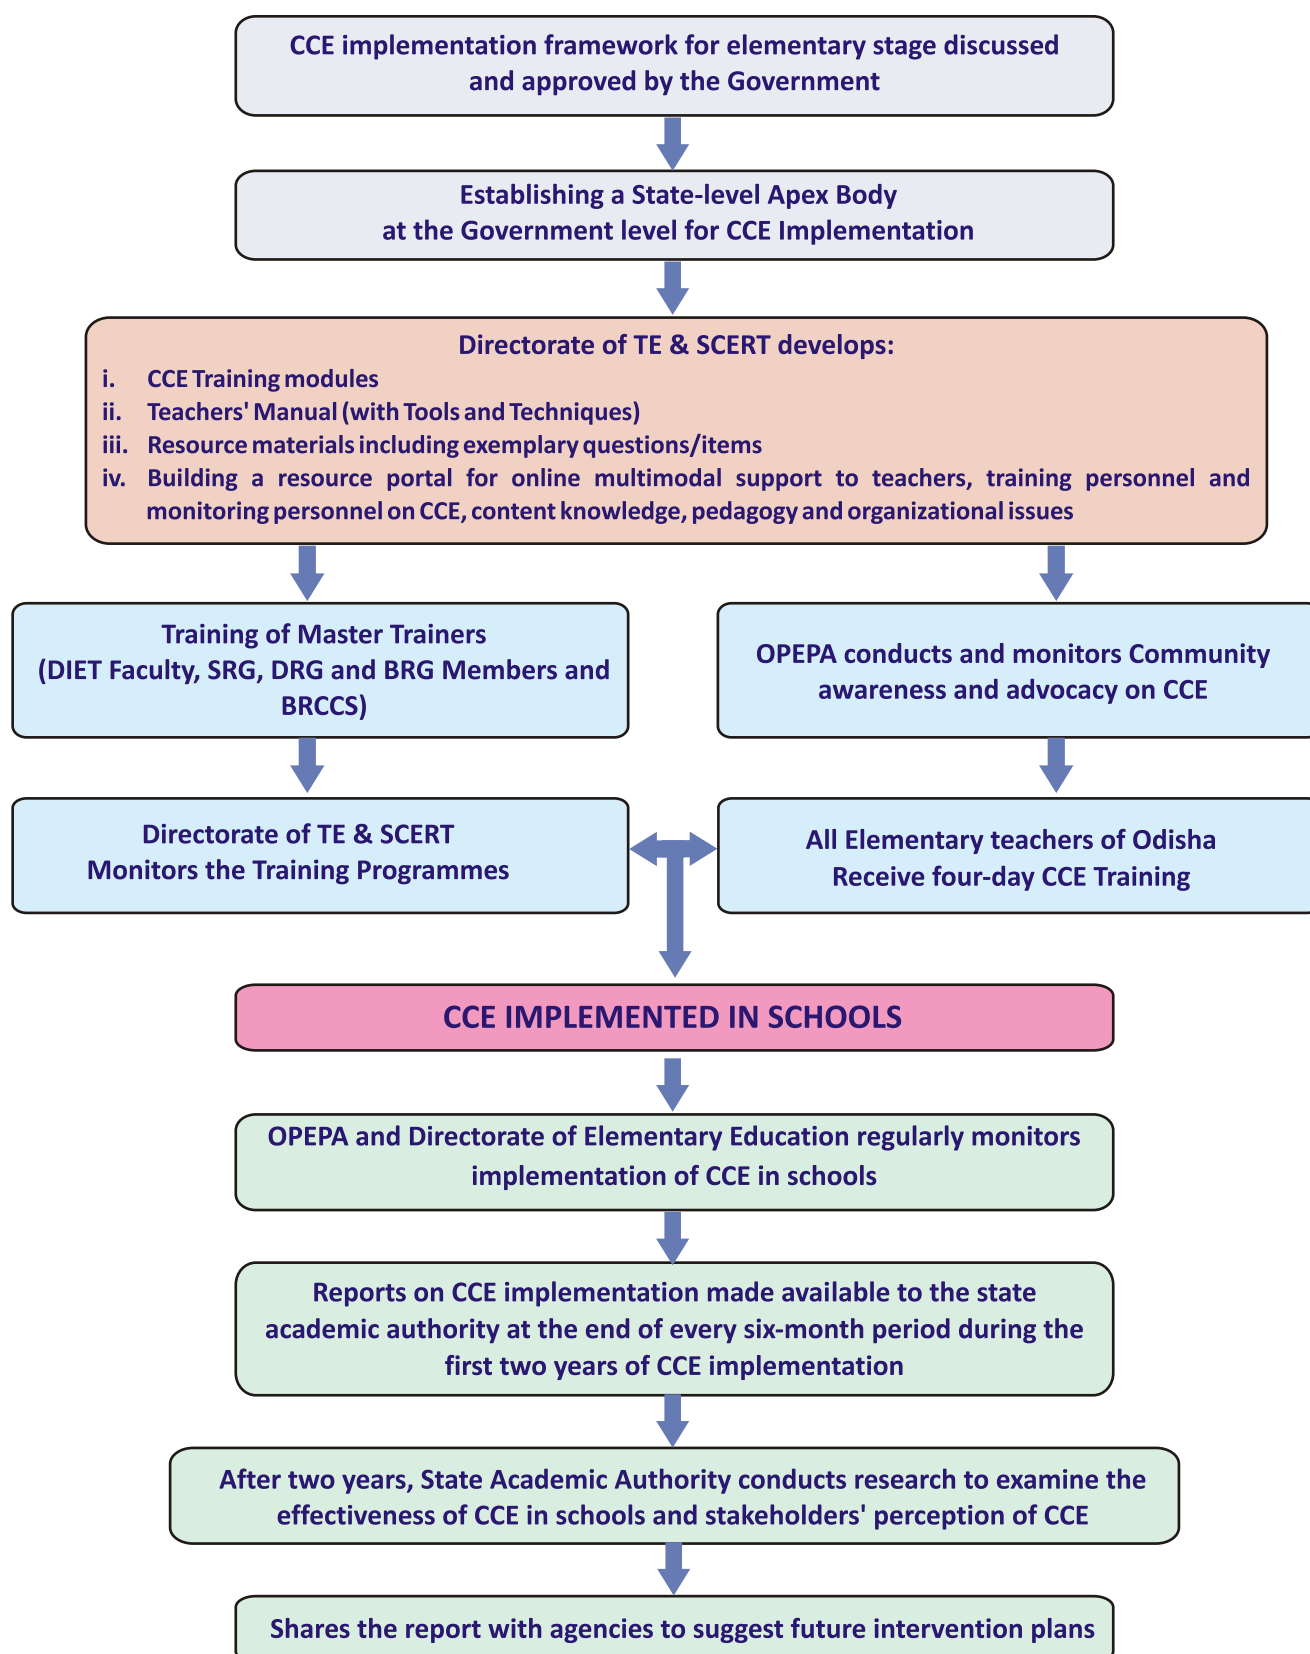 CCE implementation framework for elementary stage discussed
and approved by the Government
Establishing a State-level Apex Body
at the Government level for CCE Implementation
Directorate of TE & SCERT develops:
i. CCE Training modules
ii. Teachers' Manual (with Tools and Techniques)
iii. Resource materials including exemplary questions/items
iv. Building a resource portal for online multimodal support to teachers, training personnel and
monitoring personnel on CCE, content knowledge, pedagogy and organizational issues
Training of Master Trainers
(DIET Faculty, SRG, DRG and BRG Members and
BRCCS)
OPEPA conducts and monitors Community
awareness and advocacy on CCE
Directorate of TE & SCERT
Monitors the Training Programmes
All Elementary teachers of Odisha
Receive four-day CCE Training
CCE IMPLEMENTED IN SCHOOLS
OPEPA and Directorate of Elementary Education regularly monitors
implementation of CCE in schools
Reports on CCE implementation made available to the state
academic authority at the end of every six-month period during the
first two years of CCE implementation
After two years, State Academic Authority conducts research to examine the
effectiveness of CCE in schools and stakeholders' perception of CCE
Shares the report with agencies to suggest future intervention plans